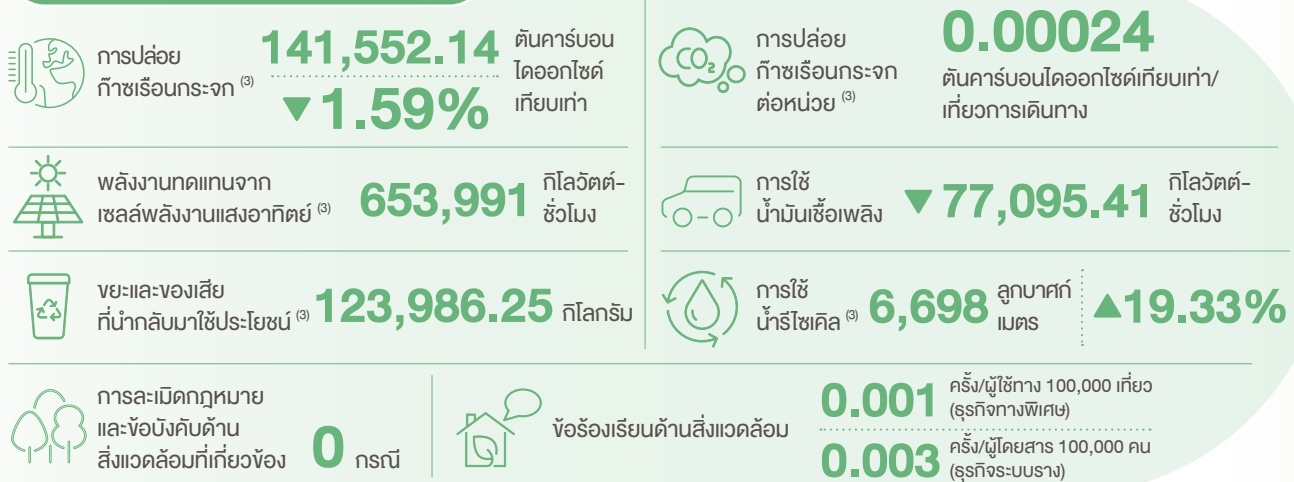 การปล่อย
ก๊าซเรือนกระจก (3)
141,552.14
▼1.59%
ตันคาร์บอน
ไดออกไซด์
เทียบเท่า
CO2
การปล่อย
ก๊าซเรือนกระจก
ต่อหน่วย (3)
0.00024
ตันคาร์บอนไดออกไซด์เทียบเท่า/
เที่ยวการเดินทาง
พลังงานทดแทนจาก
เซลล์พลังงานแสงอาทิตย์ (3)
653,991
กิโลวัตต์-
ชั่วโมง
การใช้
น้ำมันเชื้อเพลิง
▼77,095.41
กิโลวัตต์-
ชั่วโมง
ขยะและของเสีย
ที่นำกลับมาใช้ประโยชน์ (3)
123,986.25 กิโลกรัม
การใช้
น้ำรีไซเคิล (3)
6,698
ลูกบาศก์
เมตร
▲19.33%
การละเมิดกฎหมาย
และข้อบังคับด้าน
สิ่งแวดล้อมที่เกี่ยวข้อง
0 กรณี
ข้อร้องเรียนด้านสิ่งแวดล้อม
0.001
ครั้ง/ผู้ใช้ทาง 100,000 เที่ยว
(ธุรกิจทางพิเศษ)
0.003
ครั้ง/ผู้โดยสาร 100,000 คน
(ธุรกิจระบบราง)